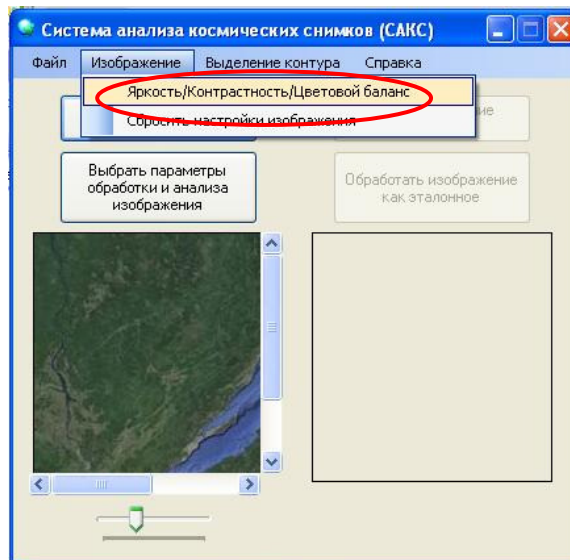 Система анализа космических снимков (САКС)
Файл Изображение Выделение контура Справка
Яркость/Контрастность/Цветовой баланс
Сбросить настройки изображения
Выбрать параметры
обработки и анализа
изображения
Обработать изображение
как эталонное